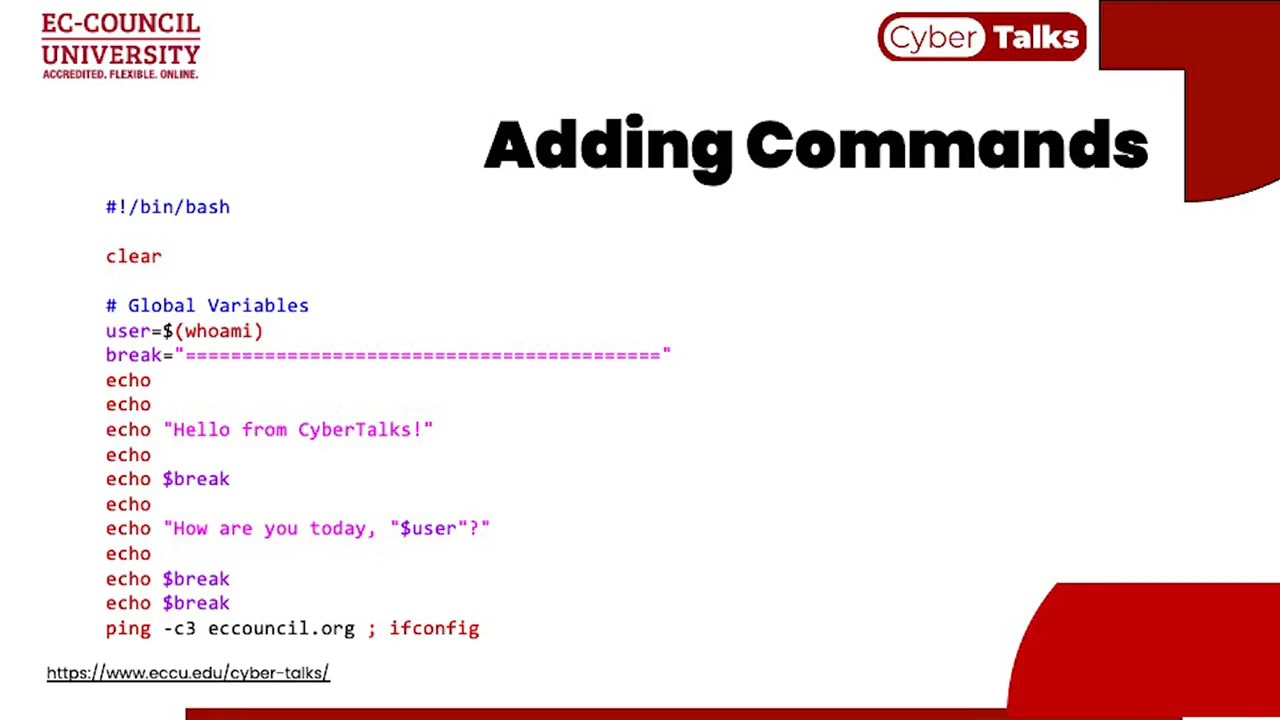 EC-COUNCIL
UNIVERSITY
ACCREDITED. FLEXIBLE. ONLINE.
Cyber Talks
Adding Commands
#!/bin/bash
clear
# Global Variables
user=$(whoami)
break="=========================================="
echo
echo
echo "Hello from CyberTalks!"
echo
echo $break
echo
echo "How are you today, "$user"?"
echo
echo $break
echo $break
ping -c3 eccouncil.org ; ifconfig
https://www.eccu.edu/cyber-talks/